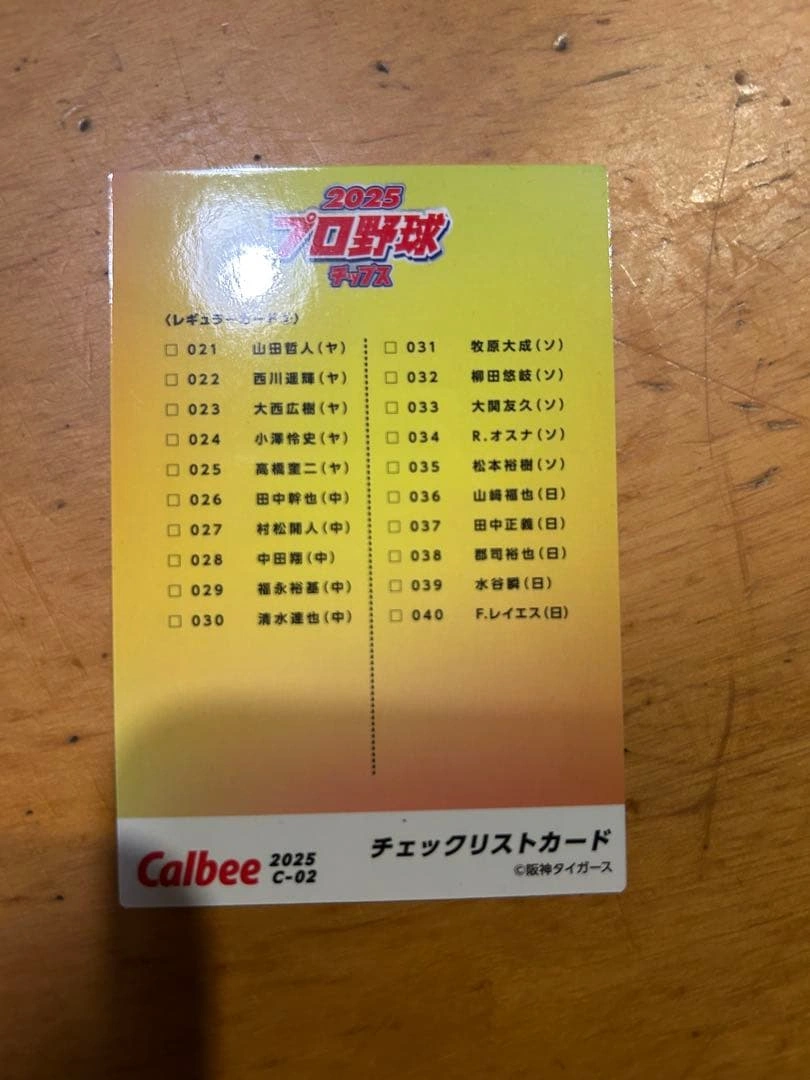 2025
プロ野球
チップス
〈レギュラーカード
□ 021 山田哲人(ヤ)
□ 022 西川遥輝(ヤ)
□ 023 大西広樹(ヤ)
□ 024 小澤怜史(ヤ)
□ 025 高橋奎二(ヤ)
□ 026 田中幹也(中)
□ 027 村松開人(中)
□ 028 中田翔(中)
□ 029 福永裕基(中)
□ 030 清水達也(中)
□ 031 牧原大成(ソ)
□ 032 柳田悠岐(ソ)
□ 033 大関友久(ソ)
□ 034 R.オスナ(ソ)
□ 035 松本裕樹(ソ)
□ 036 山﨑福也(日)
□ 037 田中正義(日)
□ 038 郡司裕也(日)
□ 039 水谷瞬(日)
□ 040 F.レイエス(日)
Calbee 2025 C-02
チェックリストカード
©阪神タイガース